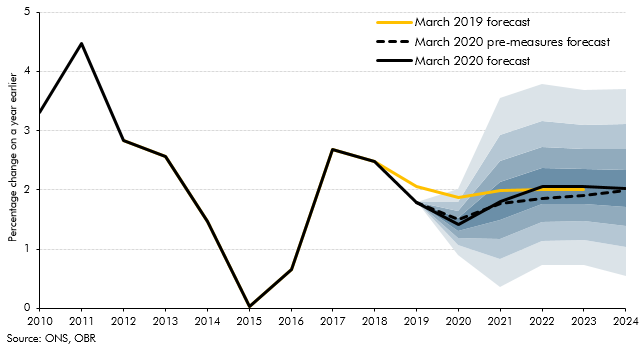 5
4
3
2
1
0
Percentage change on a year earlier
March 2019 forecast
March 2020 pre-measures forecast
March 2020 forecast
2010 2011 2012 2013 2014 2015 2016 2017 2018 2019 2020 2021 2022 2023 2024
Source: ONS, OBR